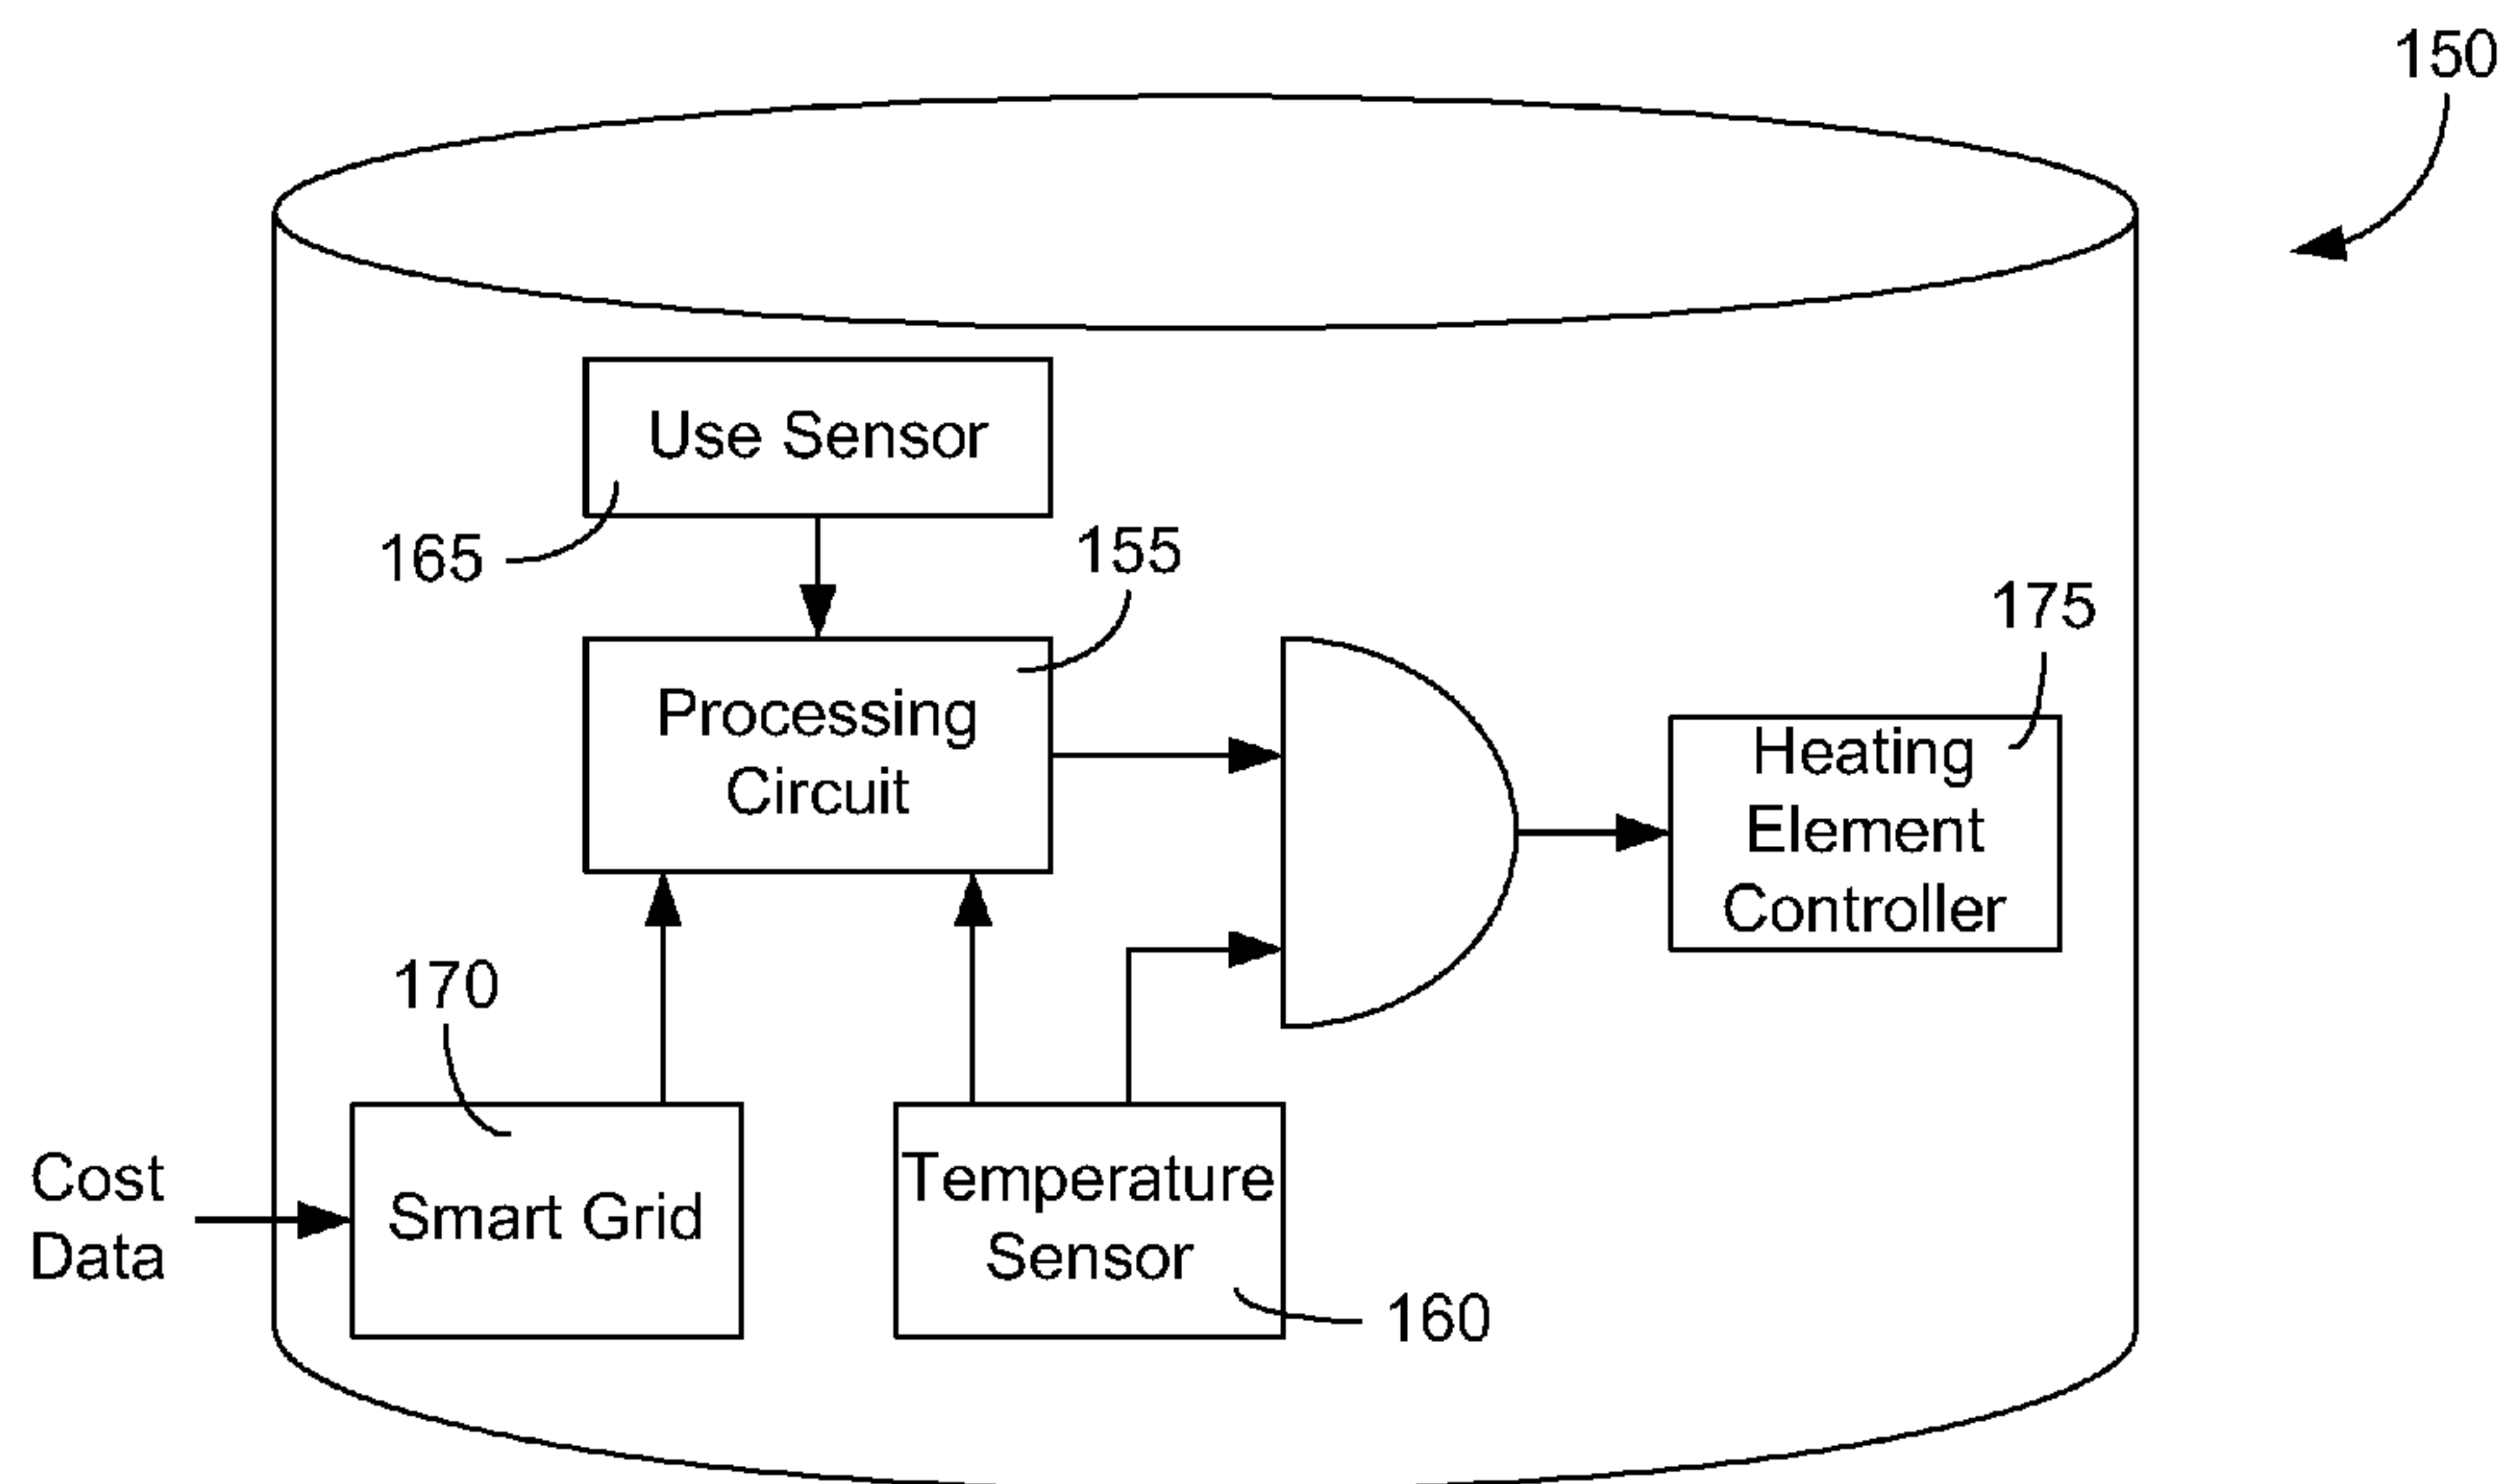 150
Use Sensor
165
155
175
Processing
Circuit
Heating
Element
Controller
170
Cost
Data
Smart Grid
Temperature
Sensor
160